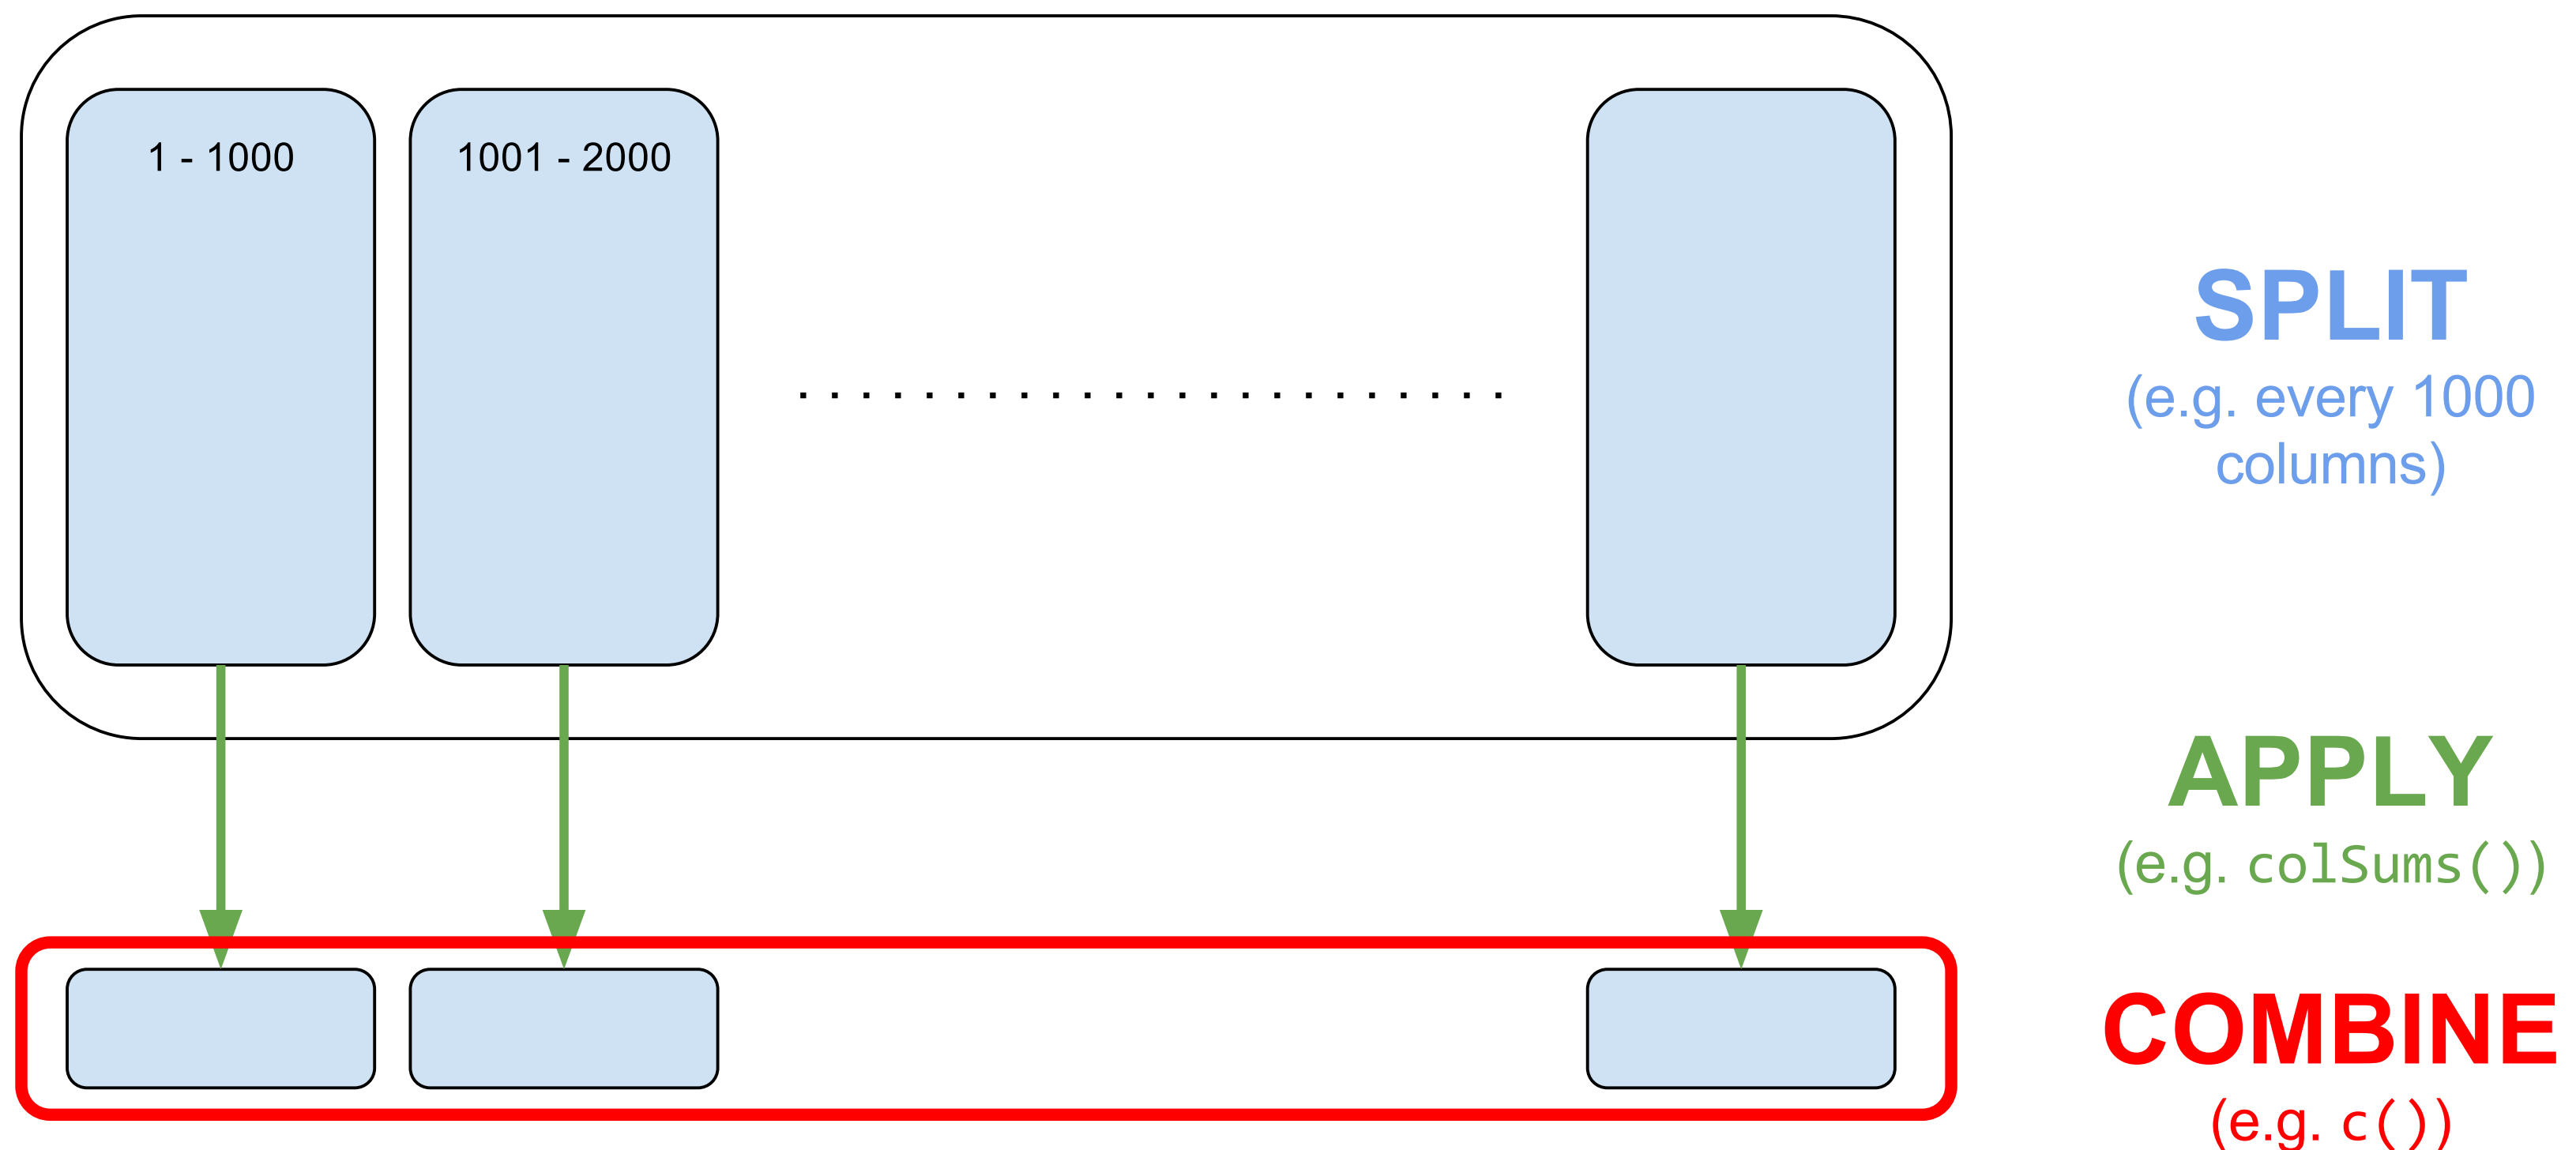 1 - 1000
1001 - 2000
SPLIT
(e.g. every 1000
columns)
APPLY
(e.g. colSums())
COMBINE
(e.g. c())